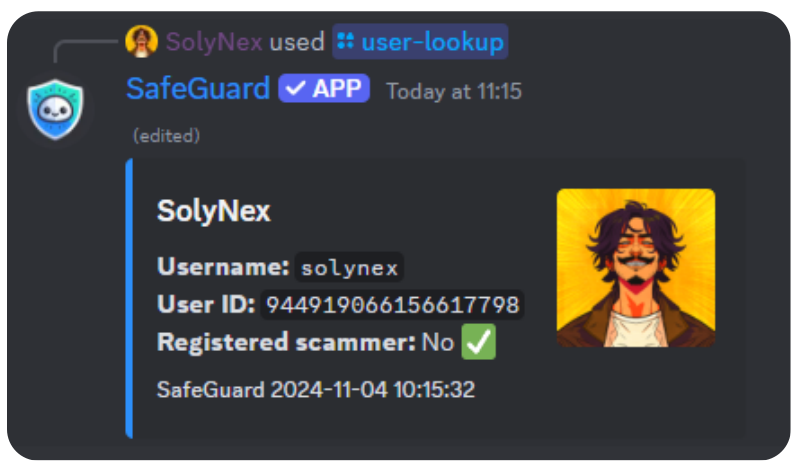 SolyNex used user-lookup
SafeGuard APP Today at 11:15
(edited)
SolyNex
Username: solynex
User ID: 944919066156617798
Registered scammer: No
SafeGuard 2024-11-04 10:15:32